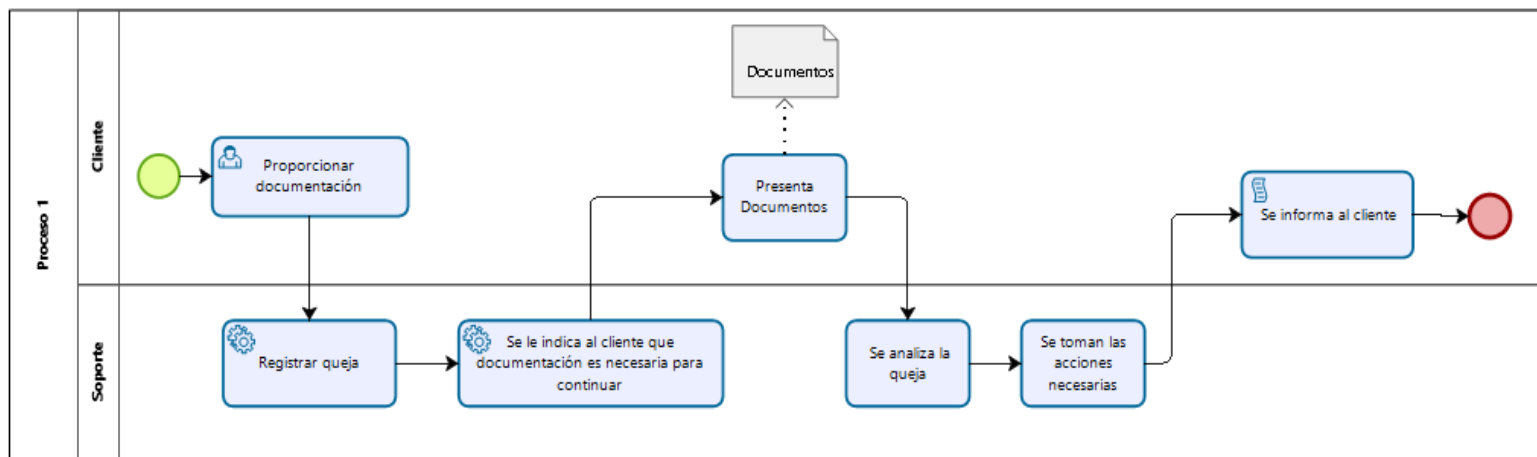 Proceso 1
Cliente
Soporte
Proporcionar
documentación
Registrar queja
Se le indica al cliente que
documentación es necesaria para
continuar
Documentos
Presenta
Documentos
Se analiza la
queja
Se toman las
acciones
necesarias
Se informa al cliente